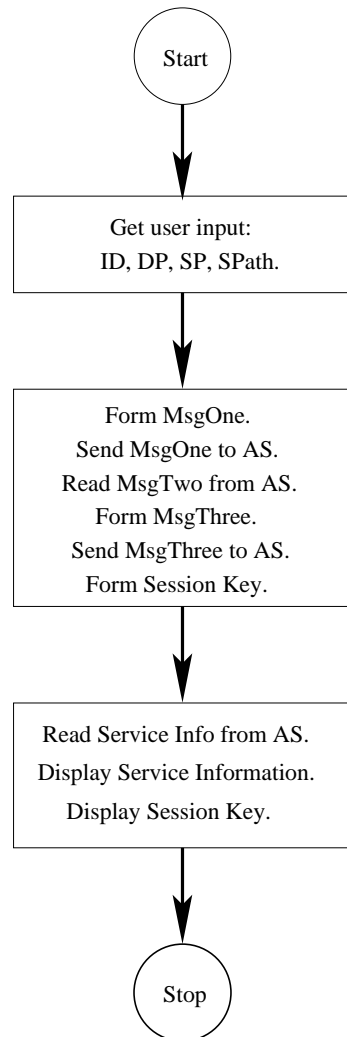 Start
Get user input:
ID, DP, SP, SPath.
Form MsgOne.
Send MsgOne to AS.
Read MsgTwo from AS.
Form MsgThree.
Send MsgThree to AS.
Form Session Key.
Read Service Info from AS.
Display Service Information.
Display Session Key.
Stop